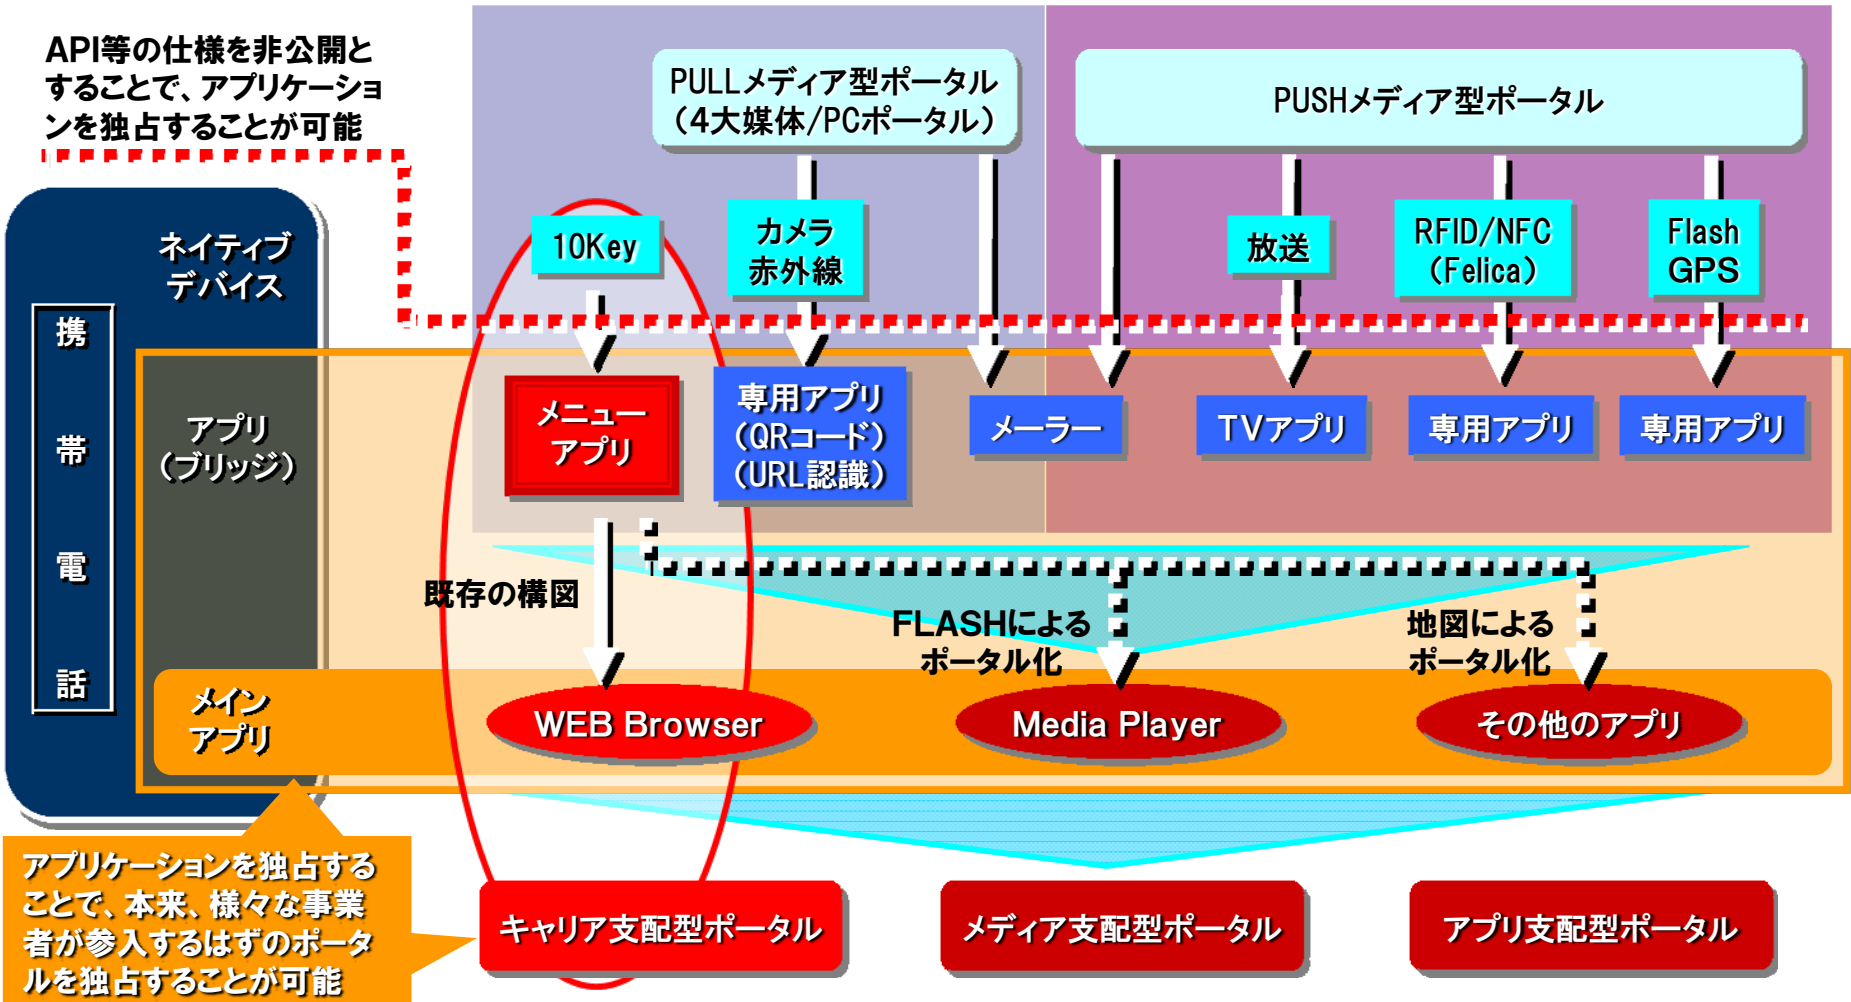 API等の仕様を非公開と
することで、アプリケーショ
ンを独占することが可能
PULLメディア型ポータル
（4大媒体/PCポータル）
PUSHメディア型ポータル
ネイティブ
デバイス
10Key
カメラ
赤外線
放送
RFID/NFC
（Felica）
Flash
GPS
携
帯
電
話
アプリ
（ブリッジ）
メニュー
アプリ
専用アプリ
（QRコード）
（URL認識）
メーラー
TVアプリ
専用アプリ
専用アプリ
既存の構図
FLASHによる
ポータル化
地図による
ポータル化
メイン
アプリ
WEB Browser
Media Player
その他のアプリ
アプリケーションを独占する
ことで、本来、様々な事業
者が参入するはずのポータ
ルを独占することが可能
キャリア支配型ポータル
メディア支配型ポータル
アプリ支配型ポータル